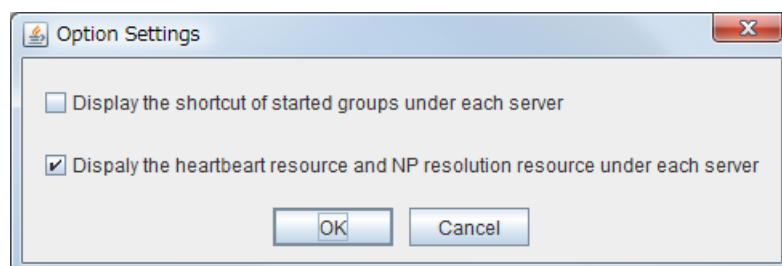 Option Settings
Display the shortcut of started groups under each server
Dispaly the heartbeart resource and NP resolution resource under each server
OK Cancel